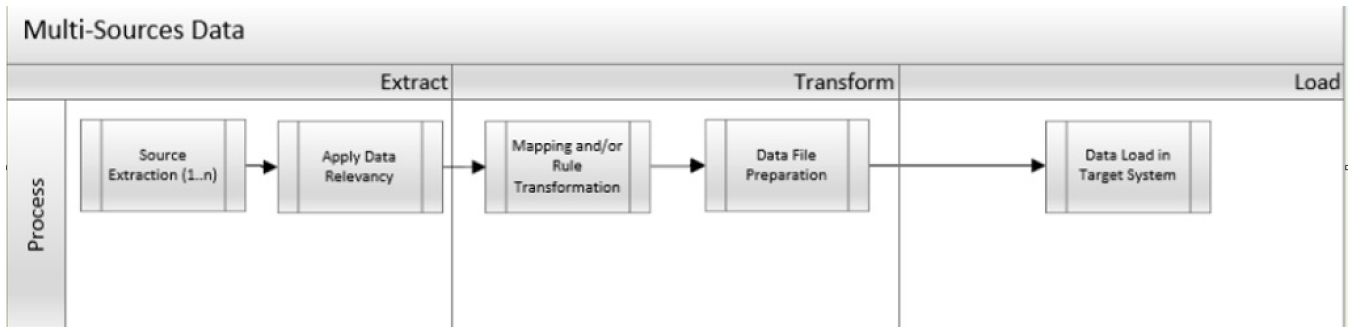 Multi-Sources Data
Extract
Transform
Load
Process
Source
Extraction (1..n)
Apply Data
Relevancy
Mapping and/or
Rule
Transformation
Data File
Preparation
Data Load in
Target System